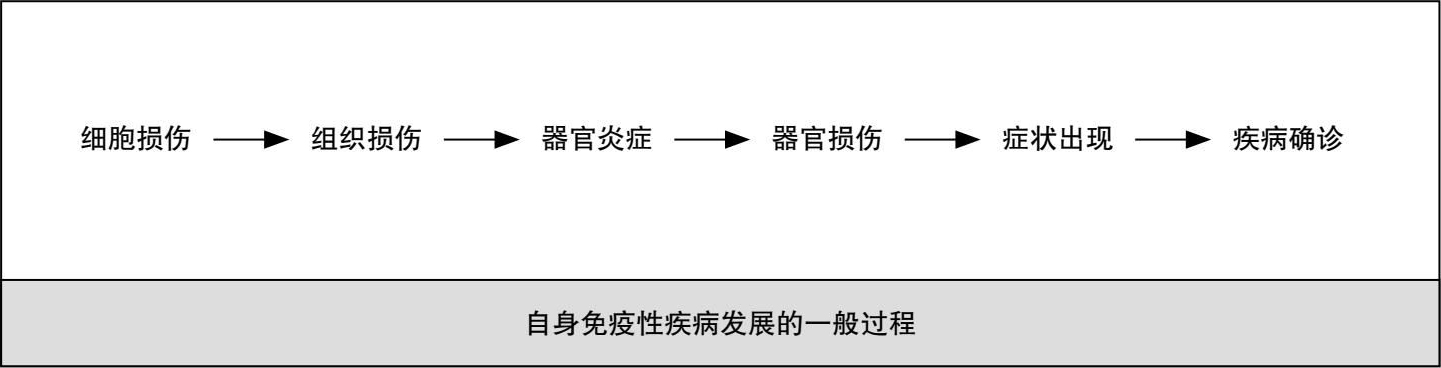 细胞损伤 → 组织损伤 → 器官炎症 → 器官损伤 → 症状出现 → 疾病确诊
自身免疫性疾病发展的一般过程